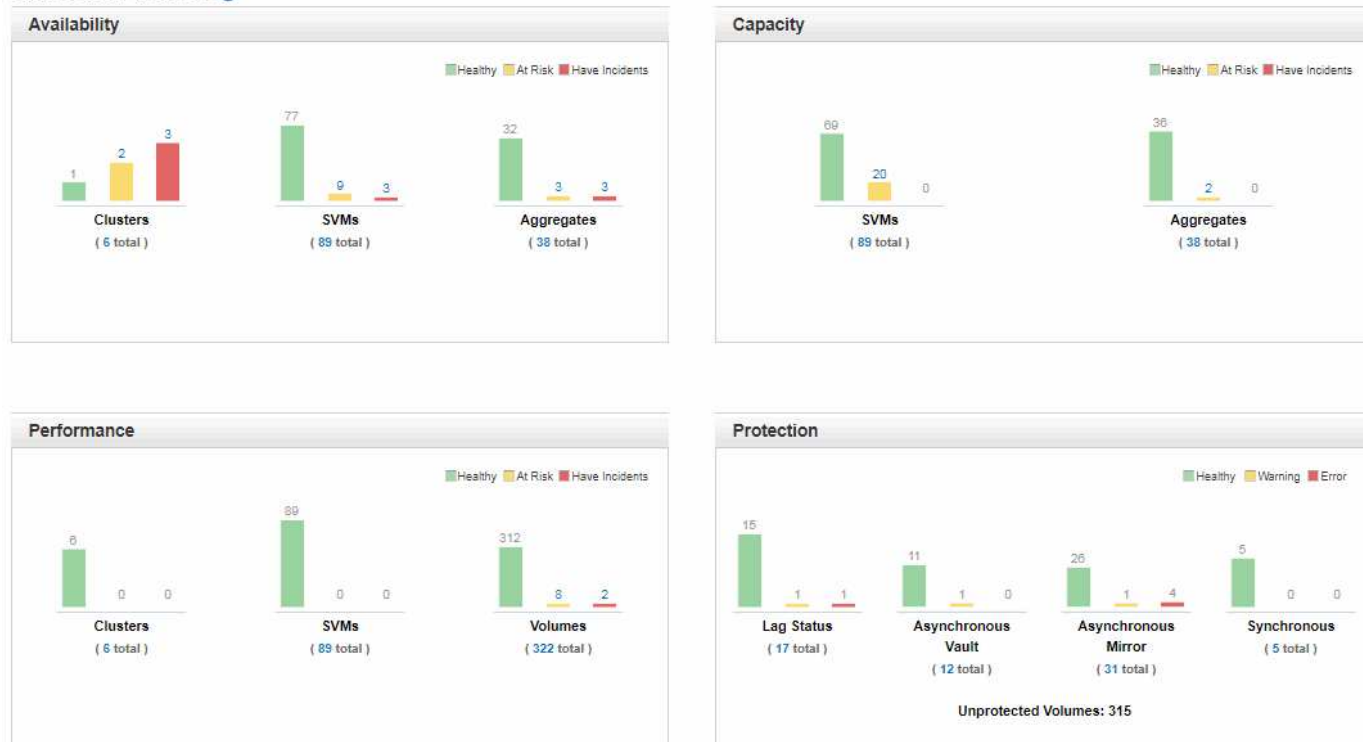 Availability
Healthy At Risk Have Incidents
1 2 3
77 9 3
32 3 3
Clusters
( 6 total )
SVMs
( 89 total )
Aggregates
( 38 total )
Capacity
Healthy At Risk Have Incidents
69 20 0
36 2 0
SVMs
( 89 total )
Aggregates
( 38 total )
Performance
Healthy At Risk Have Incidents
6 0 0
89 0 0
312 8 2
Clusters
( 6 total )
SVMs
( 89 total )
Volumes
( 322 total )
Protection
Healthy Warning Error
15 1 1
11 1 0
26 1 4
5 0 0
Lag Status
( 17 total )
Asynchronous
Vault
( 12 total )
Asynchronous
Mirror
( 31 total )
Synchronous
( 5 total )
Unprotected Volumes: 315